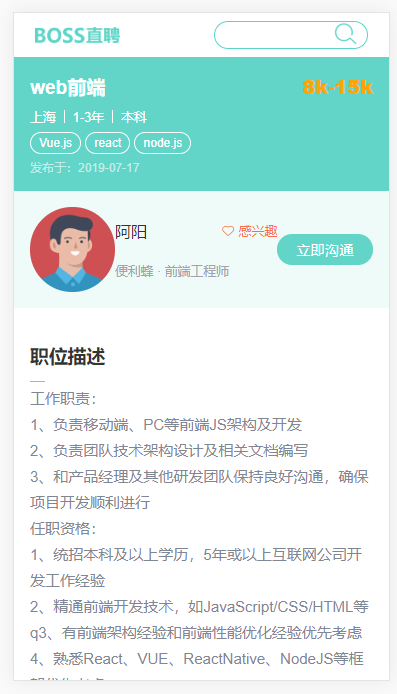 BOSS直聘
web前端 8k-15k
上海 | 1-3年 | 本科
Vue.js react node.js
发布于：2019-07-17
阿阳 感兴趣
立即沟通
便利蜂 · 前端工程师
职位描述
工作职责：
1、负责移动端、PC等前端JS架构及开发
2、负责团队技术架构设计及相关文档编写
3、和产品经理及其他研发团队保持良好沟通，确保
项目开发顺利进行
任职资格：
1、统招本科及以上学历，5年或以上互联网公司开
发工作经验
2、精通前端开发技术，如JavaScript/CSS/HTML等
q3、有前端架构经验和前端性能优化经验优先考虑
4、熟悉React、VUE、ReactNative、NodeJS等框